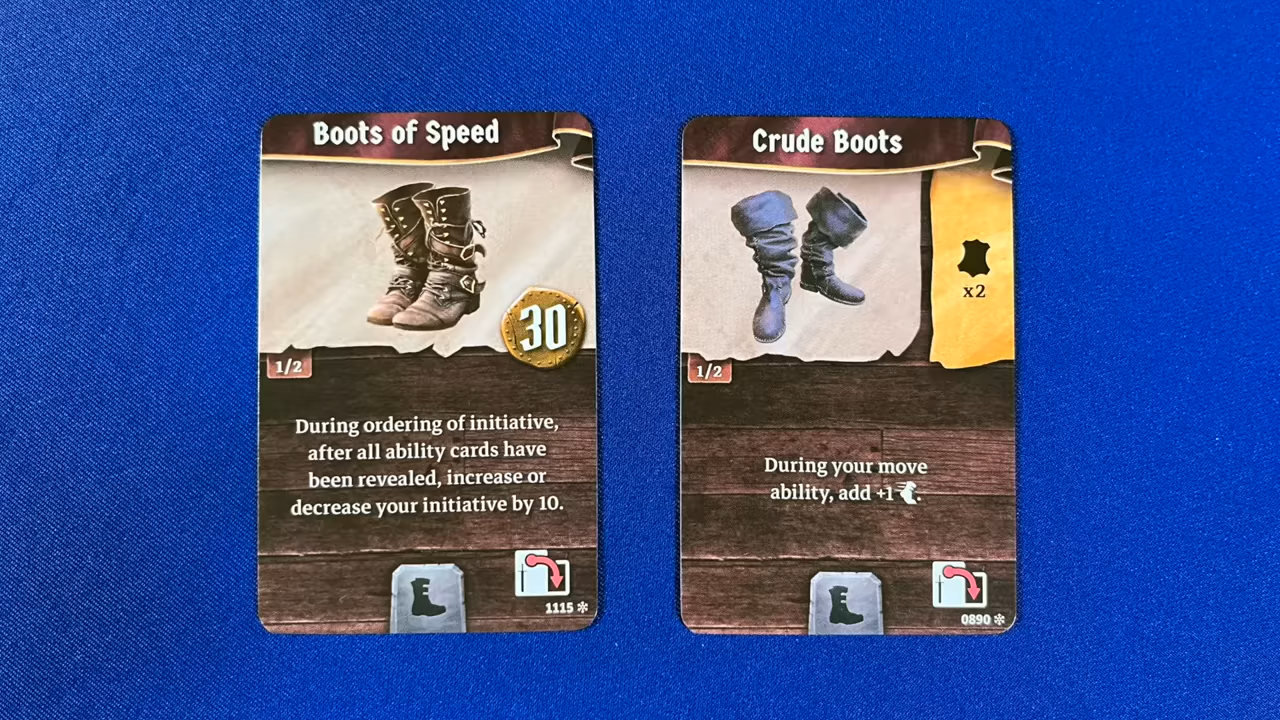 Boots of Speed
30
1/2
During ordering of initiative,
after all ability cards have
been revealed, increase or
decrease your initiative by 10.
1115
Crude Boots
x2
1/2
During your move
ability, add +1 .
0890